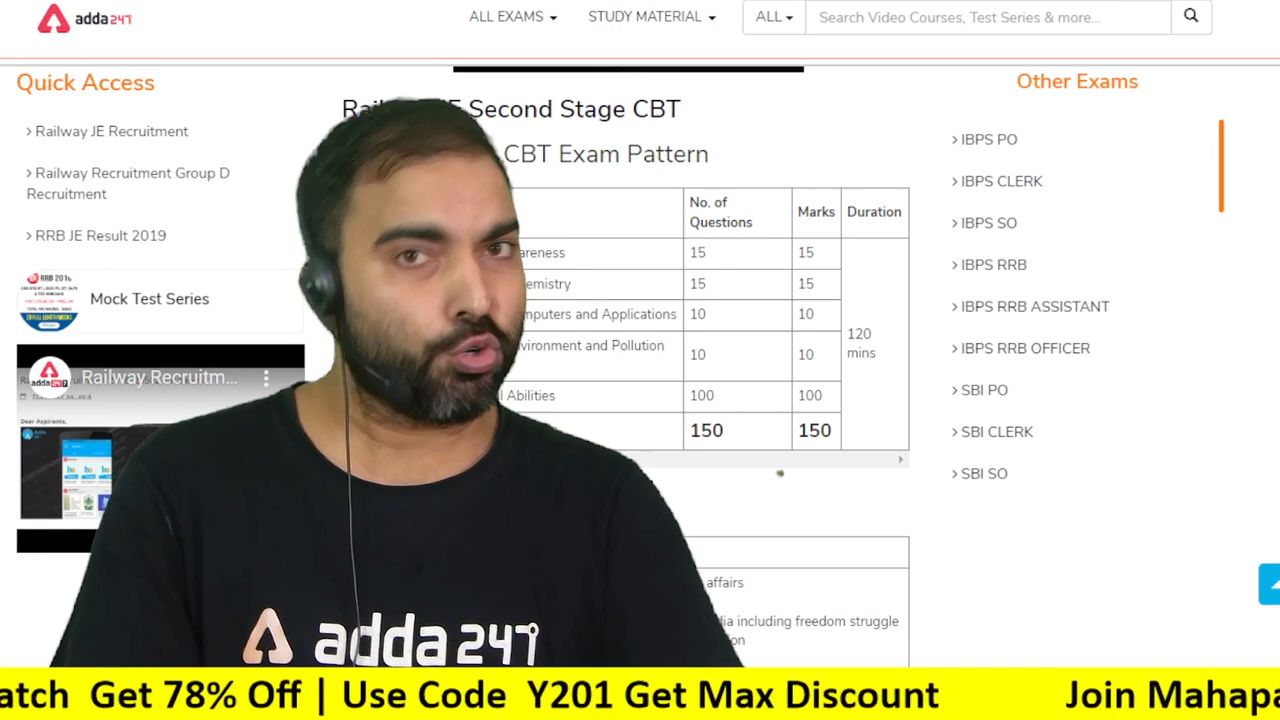 adda247
ALL EXAMS
STUDY MATERIAL
ALL
Search Video Courses, Test Series & more...
Quick Access
Railway JE Recruitment
Railway Recruitment Group D
Recruitment
RRB JE Result 2019
RRB 2018
Mock Test Series
adda247
Railway Recruitm...
Dear Aspirants,
Second Stage CBT
CBT Exam Pattern
No. of
Questions
Marks
Duration
areness
15
15
emistry
15
15
mputers and Applications
10
10
vironment and Pollution
10
10
l Abilities
100
100
150
150
120
mins
affairs
dia including freedom struggle
ion
Other Exams
IBPS PO
IBPS CLERK
IBPS SO
IBPS RRB
IBPS RRB ASSISTANT
IBPS RRB OFFICER
SBI PO
SBI CLERK
SBI SO
adda247
atch Get 78% Off | Use Code Y201 Get Max Discount Join Mahapa